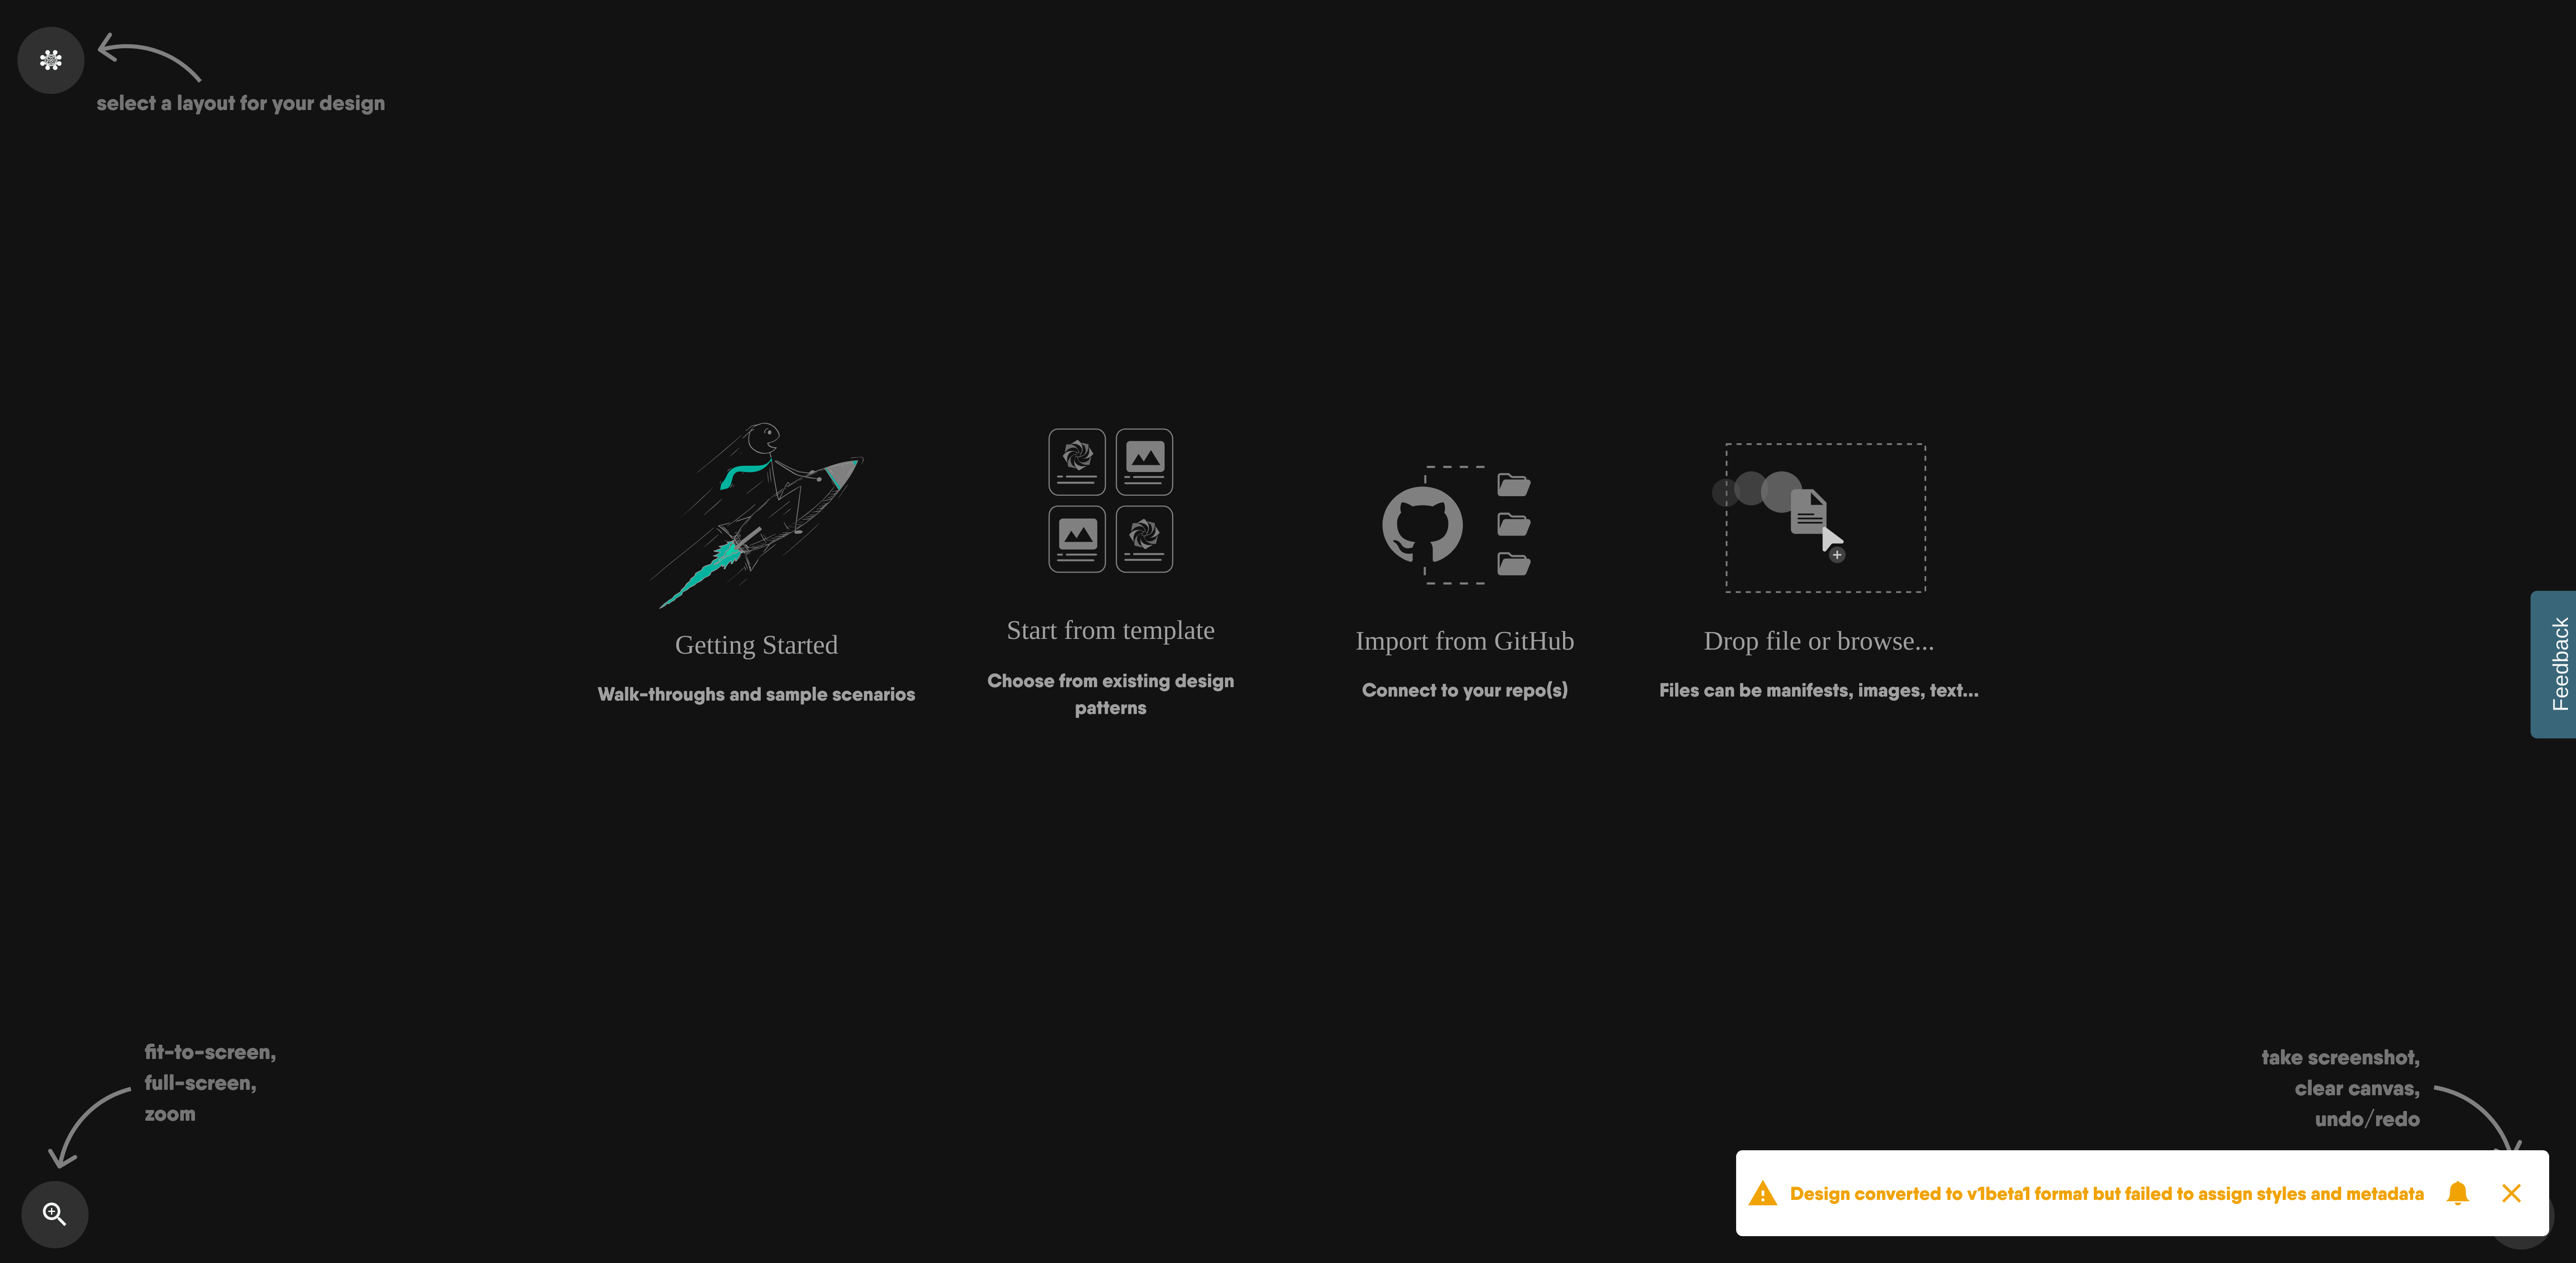 select a layout for your design
Getting Started
Walk-throughs and sample scenarios
Start from template
Choose from existing design
patterns
Import from GitHub
Connect to your repo(s)
Drop file or browse...
Files can be manifests, images, text...
Feedback
fit-to-screen,
full-screen,
zoom
take screenshot,
clear canvas,
undo/redo
Design converted to v1beta1 format but failed to assign styles and metadata